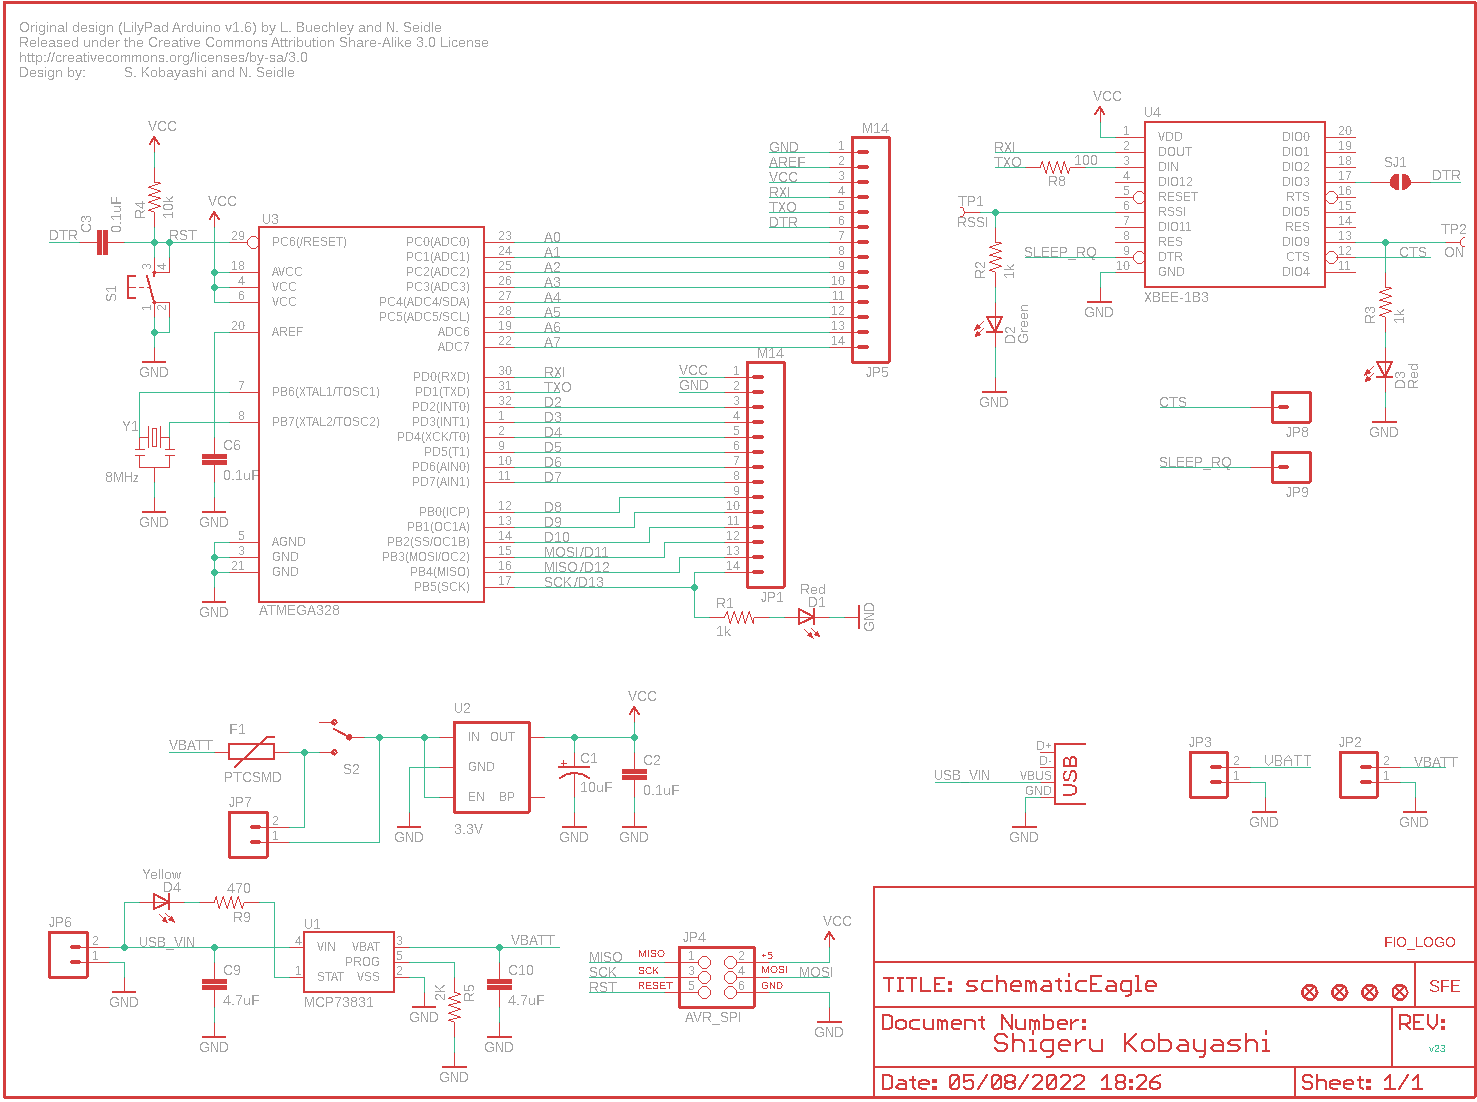 Original design (LilyPad Arduino v1.6) by L. Buechley and N. Seidle
Released under the Creative Commons Attribution Share-Alike 3.0 License
http://creativecommons.org/licenses/by-sa/3.0
Design by: S. Kobayashi and N. Seidle
VCC
R4
10k
C3
0.1uF
DTR
RST
S1
3
4
1
2
GND
VCC
U3
29 PC6(/RESET)
18 AVCC
4 VCC
6 VCC
20 AREF
7 PB6(XTAL1/TOSC1)
8 PB7(XTAL2/TOSC2)
5 AGND
3 GND
21 GND
PC0(ADC0) 23 A0
PC1(ADC1) 24 A1
PC2(ADC2) 25 A2
PC3(ADC3) 26 A3
PC4(ADC4/SDA) 27 A4
PC5(ADC5/SCL) 28 A5
ADC6 19 A6
ADC7 22 A7
PD0(RXD) 30 RXI
PD1(TXD) 31 TXO
PD2(INT0) 32 D2
PD3(INT1) 1 D3
PD4(XCK/T0) 2 D4
PD5(T1) 9 D5
PD6(AIN0) 10 D6
PD7(AIN1) 11 D7
PB0(ICP) 12 D8
PB1(OC1A) 13 D9
PB2(SS/OC1B) 14 D10
PB3(MOSI/OC2) 15 MOSI/D11
PB4(MISO) 16 MISO/D12
PB5(SCK) 17 SCK/D13
ATMEGA328
Y1
8MHz
GND
C6
0.1uF
GND
GND
M14
GND 1
AREF 2
VCC 3
RXI 4
TXO 5
DTR 6
7
8
9
10
11
12
13
14
JP5
M14
VCC 1
GND 2
3
4
5
6
7
8
9
10
11
12
13
14
JP1
R1
1k
Red
D1
GND
VCC
U4
1 VDD
RXI 2 DOUT
TXO 3 DIN
100
R8
4 DIO12
5 RESET
6 RSSI
7 DIO11
8 RES
9 DTR
10 GND
DIO0 20
DIO1 19
DIO2 18
DIO3 17
RTS 16
DIO5 15
RES 14
DIO9 13
CTS 12
DIO4 11
XBEE-1B3
GND
TP1
RSSI
SLEEP_RQ
R2
1k
D2
Green
GND
SJ1
DTR
TP2
ON
CTS
R3
1k
D3
Red
GND
CTS
JP8
SLEEP_RQ
JP9
VBATT
F1
PTCSMD
S2
JP7
2
1
U2
IN OUT
GND
EN BP
3.3V
GND
C1
+
10uF
GND
VCC
C2
0.1uF
GND
USB_VIN
D+
D-
VBUS
GND
USB
GND
JP3
2 VBATT
1
GND
JP2
2 VBATT
1
GND
JP6
2
1
GND
Yellow
D4
470
R9
USB_VIN
C9
4.7uF
GND
U1
4 VIN VBAT 3
PROG 5
1 STAT VSS 2
MCP73831
GND
2K
R5
GND
VBATT
C10
4.7uF
GND
JP4
MISO MISO 1 2 +5
SCK SCK 3 4 MOSI MOSI
RST RESET 5 6 GND
AVR_SPI
VCC
GND
FIO_LOGO
TITLE: schematicEagle
SFE
Document Number:
Shigeru Kobayashi
REV:
v23
Date: 05/08/2022 18:26
Sheet: 1/1